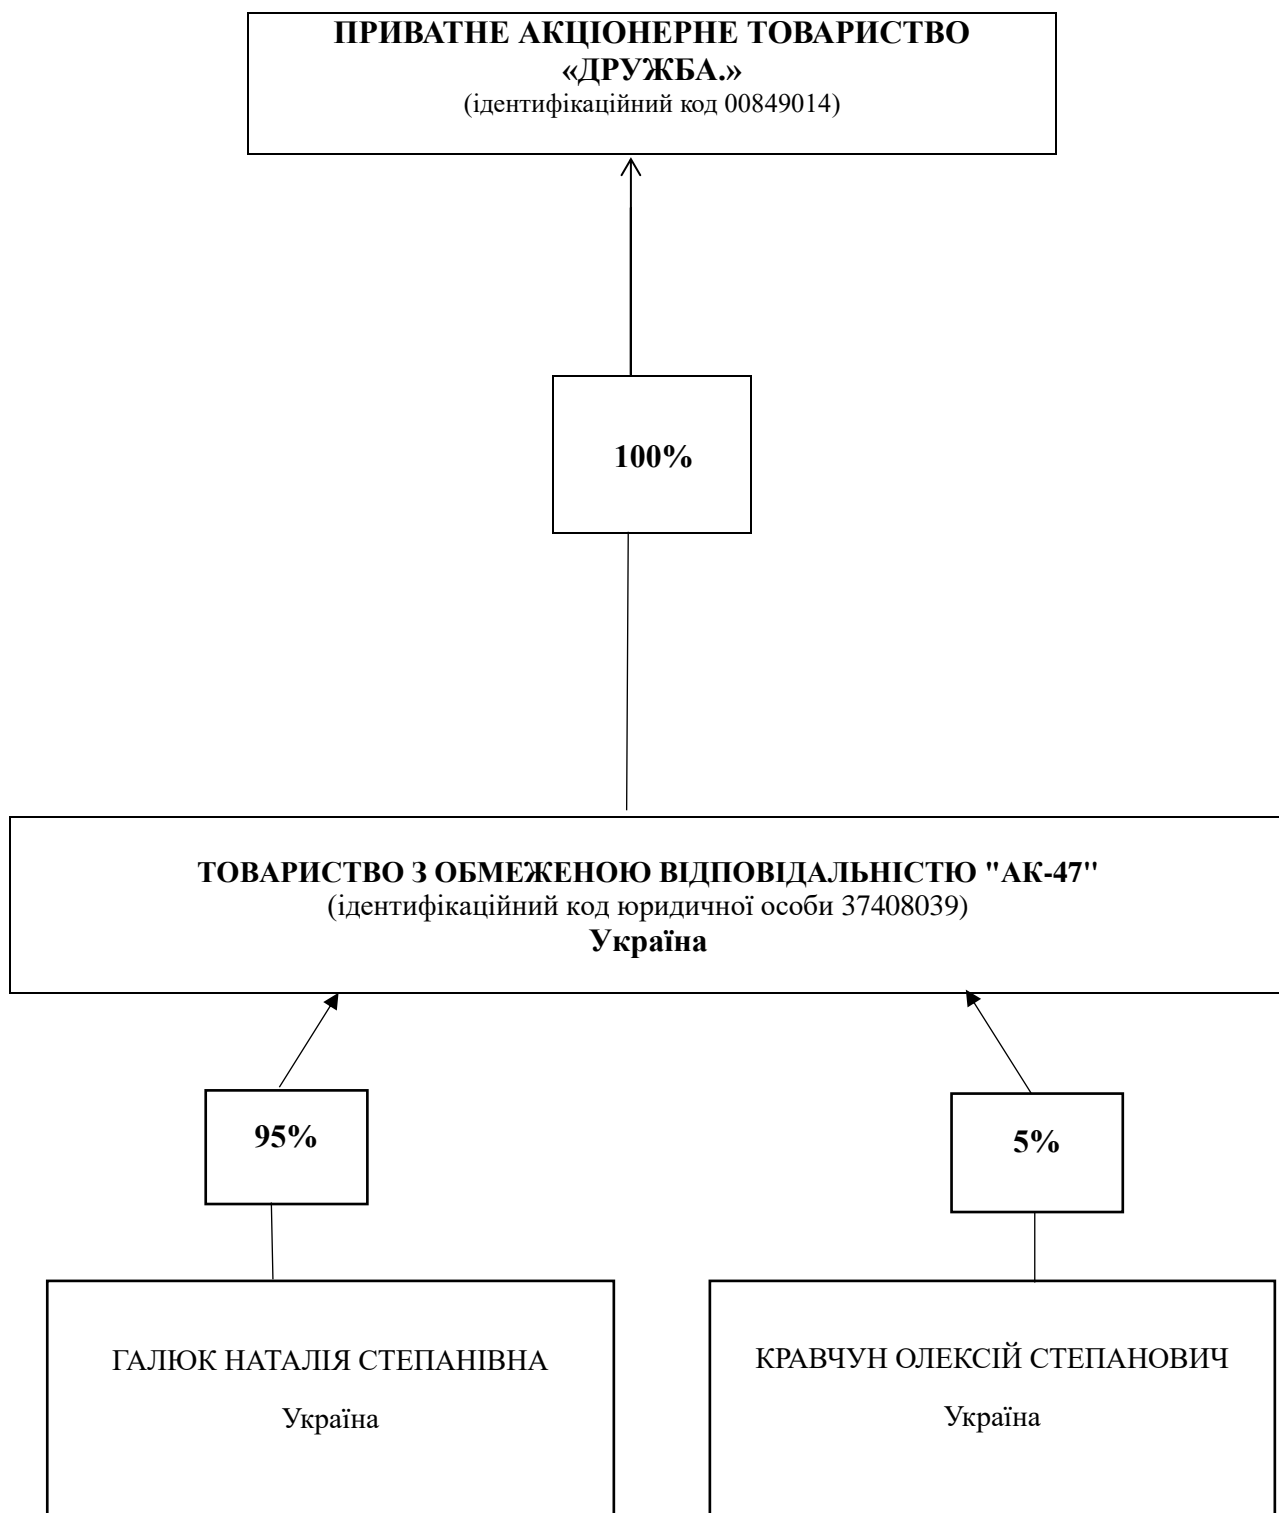 ПРИВАТНЕ АКЦІОНЕРНЕ ТОВАРИСТВО
«ДРУЖБА.»
(ідентифікаційний код 00849014)
100%
ТОВАРИСТВО З ОБМЕЖЕНОЮ ВІДПОВІДАЛЬНІСТЮ "АК-47"
(ідентифікаційний код юридичної особи 37408039)
Україна
95%
5%
ГАЛЮК НАТАЛІЯ СТЕПАНІВНА
Україна
КРАВЧУН ОЛЕКСІЙ СТЕПАНОВИЧ
Україна